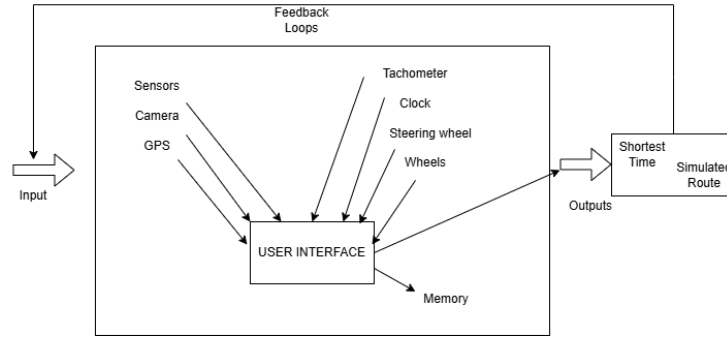 Feedback
Loops
Sensors
Camera
GPS
Tachometer
Clock
Steering wheel
Wheels
Input
USER INTERFACE
Memory
Outputs
Shortest
Time
Simulated
Route